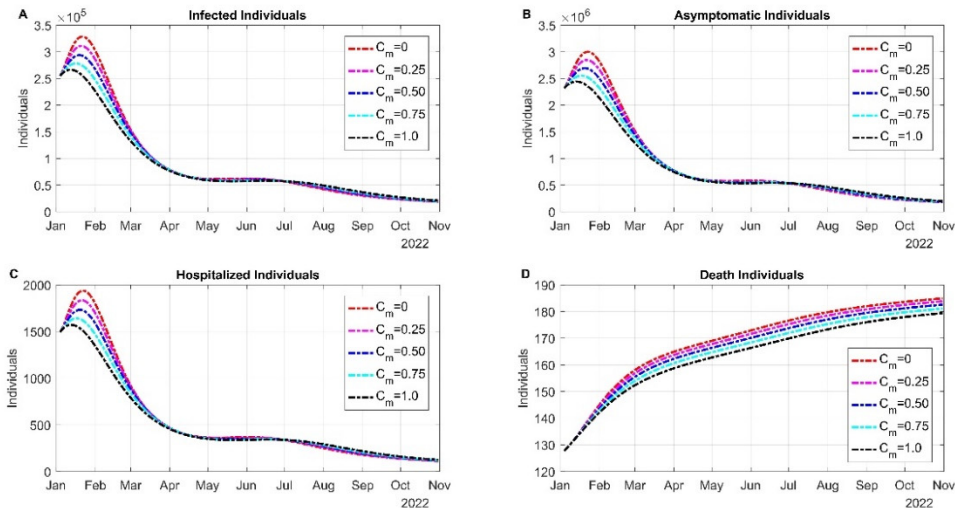 A
Infected Individuals
×10^5
3.5
3
2.5
2
1.5
1
0.5
0
Individuals
Jan Feb Mar Apr May Jun Jul Aug Sep Oct Nov
2022
C_m=0
C_m=0.25
C_m=0.50
C_m=0.75
C_m=1.0
B
Asymptomatic Individuals
×10^6
3.5
3
2.5
2
1.5
1
0.5
0
Individuals
Jan Feb Mar Apr May Jun Jul Aug Sep Oct Nov
2022
C_m=0
C_m=0.25
C_m=0.50
C_m=0.75
C_m=1.0
C
Hospitalized Individuals
2000
1500
1000
500
0
Individuals
Jan Feb Mar Apr May Jun Jul Aug Sep Oct Nov
2022
C_m=0
C_m=0.25
C_m=0.50
C_m=0.75
C_m=1.0
D
Death Individuals
190
180
170
160
150
140
130
120
Individuals
Jan Feb Mar Apr May Jun Jul Aug Sep Oct Nov
2022
C_m=0
C_m=0.25
C_m=0.50
C_m=0.75
C_m=1.0